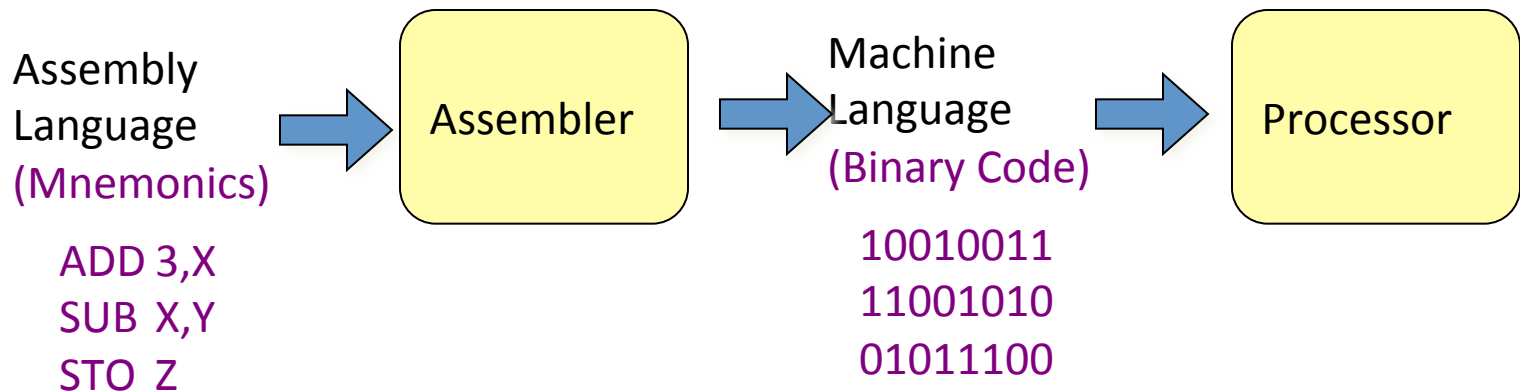 Assembly
Language
(Mnemonics)
ADD 3,X
SUB X,Y
STO Z
Assembler
Machine
Language
(Binary Code)
10010011
11001010
01011100
Processor